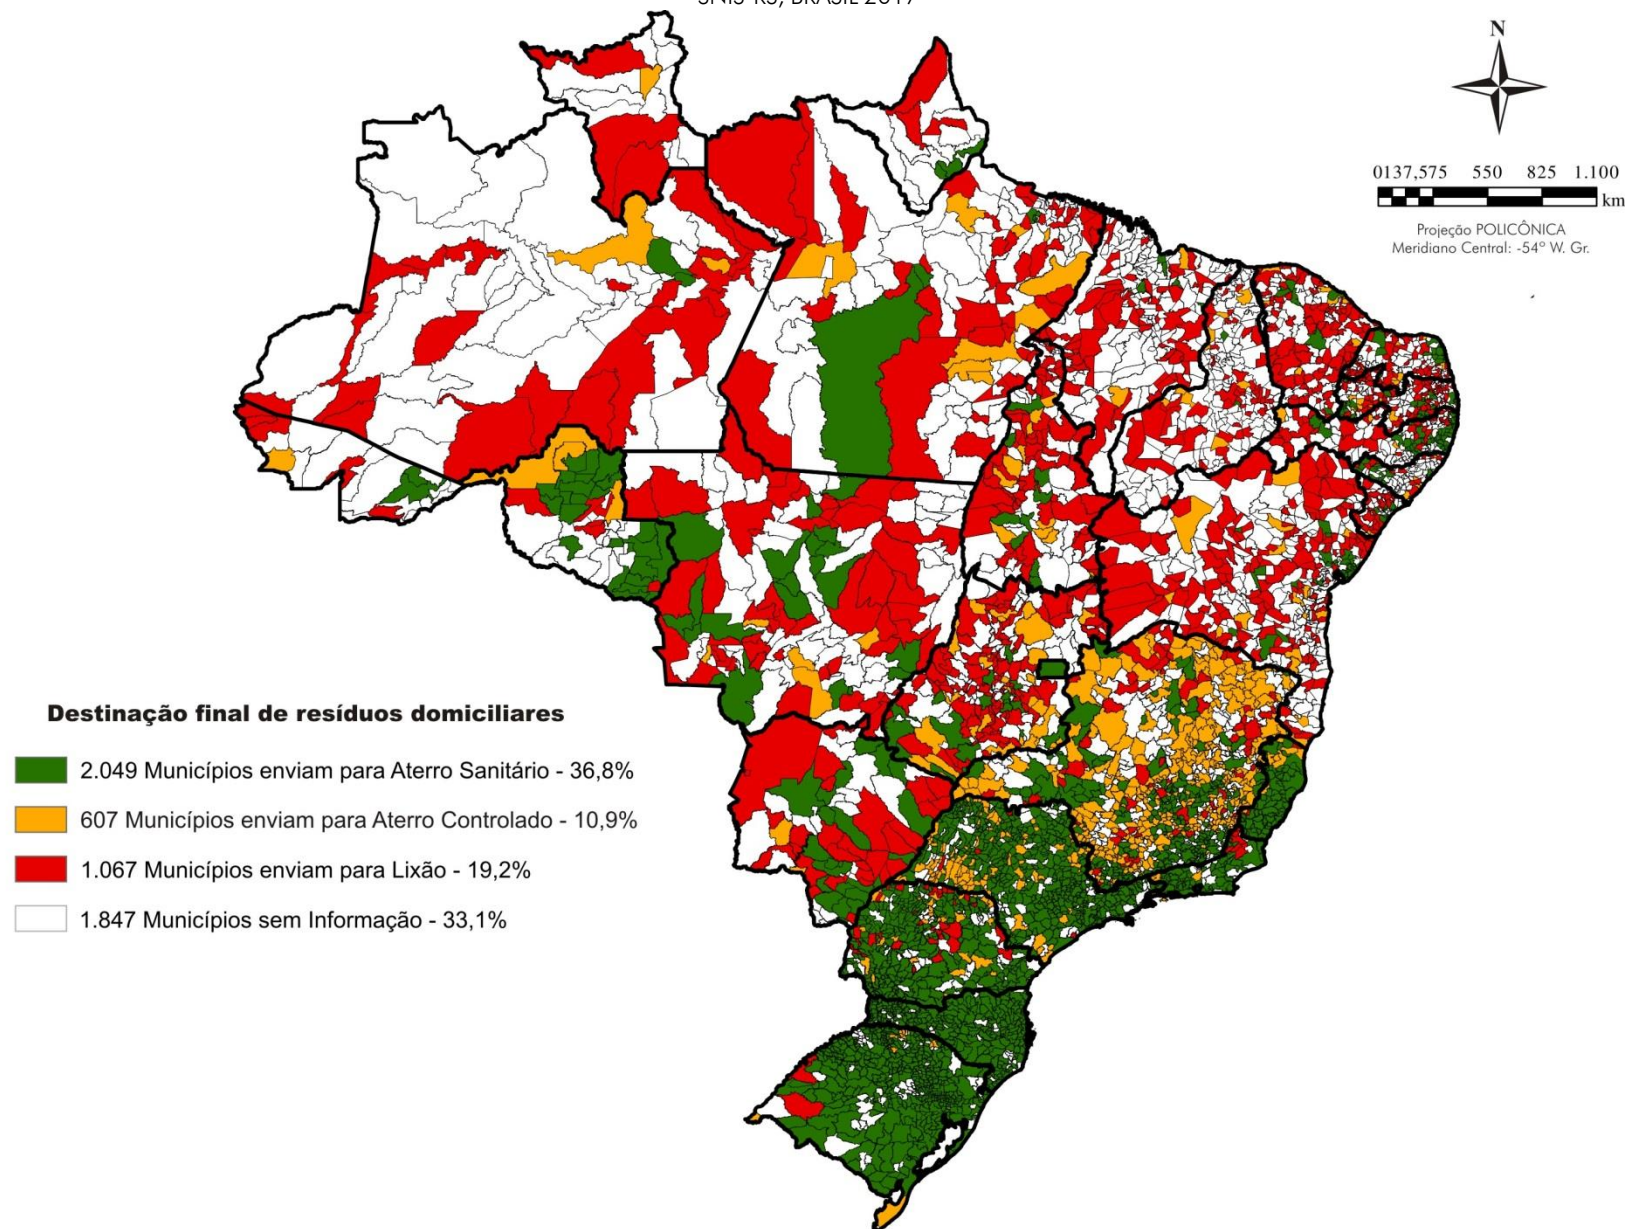 N
0137,575 550 825 1.100
km
Projeção POLICÔNICA
Meridiano Central: -54º W. Gr.
Destinação final de resíduos domiciliares
2.049 Municípios enviam para Aterro Sanitário - 36,8%
607 Municípios enviam para Aterro Controlado - 10,9%
1.067 Municípios enviam para Lixão - 19,2%
1.847 Municípios sem Informação - 33,1%